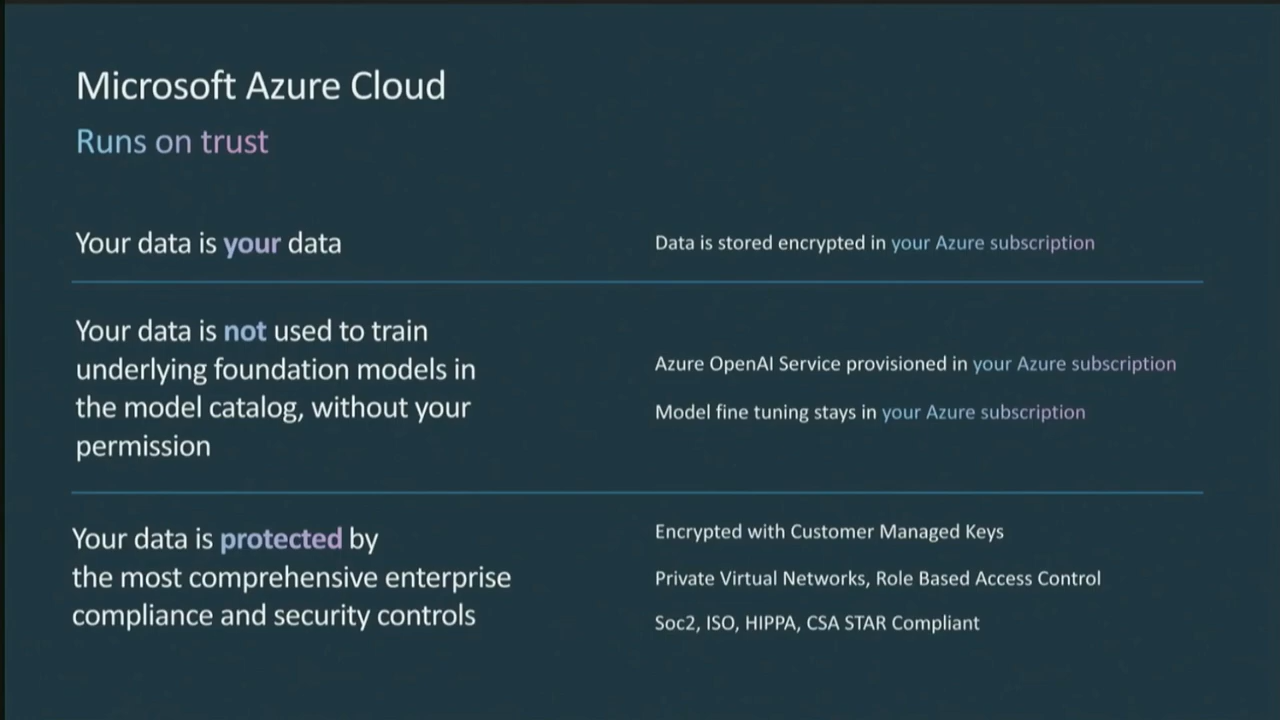 Microsoft Azure Cloud
Runs on trust
Your data is your data
Data is stored encrypted in your Azure subscription
Your data is not used to train
underlying foundation models in
the model catalog, without your
permission
Azure OpenAI Service provisioned in your Azure subscription
Model fine tuning stays in your Azure subscription
Your data is protected by
the most comprehensive enterprise
compliance and security controls
Encrypted with Customer Managed Keys
Private Virtual Networks, Role Based Access Control
Soc2, ISO, HIPPA, CSA STAR Compliant